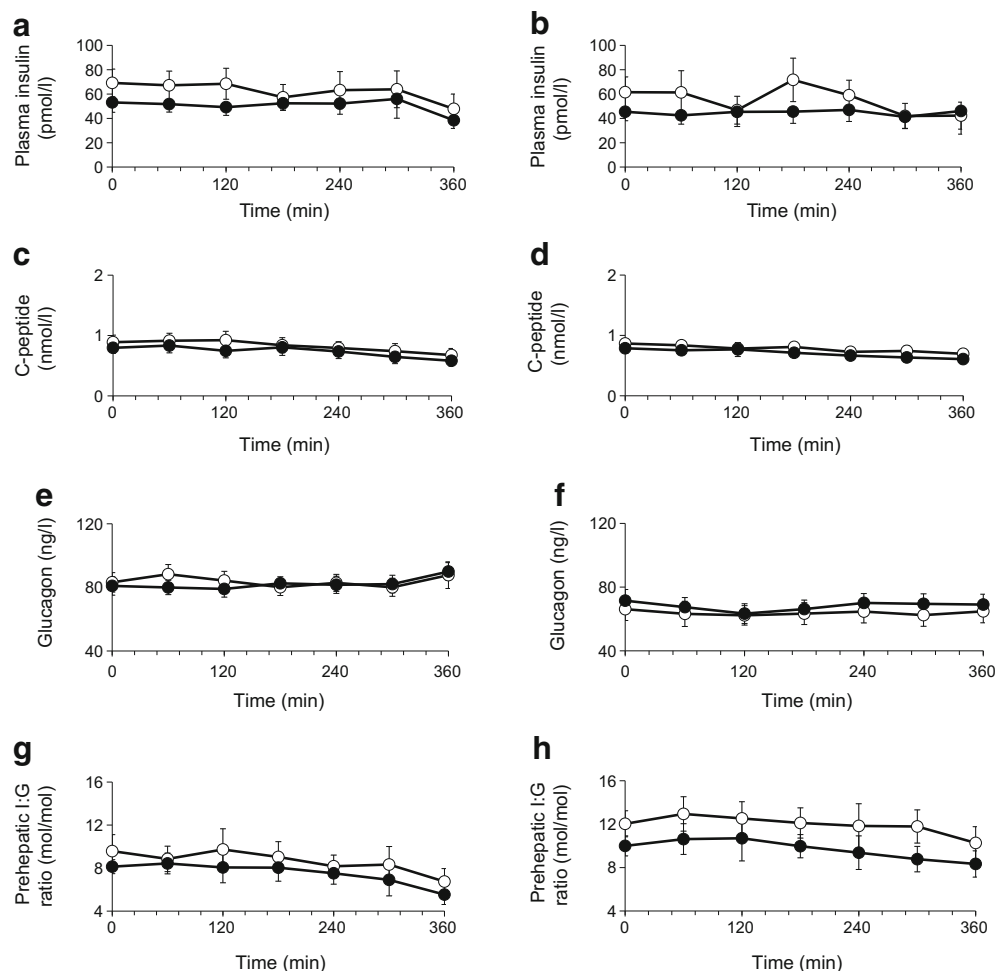 a
100
80
60
40
20
0
Plasma insulin
(pmol/l)
0 120 240 360
Time (min)
b
100
80
60
40
20
0
Plasma insulin
(pmol/l)
0 120 240 360
Time (min)
c
2
1
0
C-peptide
(nmol/l)
0 120 240 360
Time (min)
d
2
1
0
C-peptide
(nmol/l)
0 120 240 360
Time (min)
e
120
80
40
Glucagon (ng/l)
0 120 240 360
Time (min)
f
120
80
40
Glucagon (ng/l)
0 120 240 360
Time (min)
g
16
12
8
4
Prehepatic I:G
ratio (mol/mol)
0 120 240 360
Time (min)
h
16
12
8
4
Prehepatic I:G
ratio (mol/mol)
0 120 240 360
Time (min)